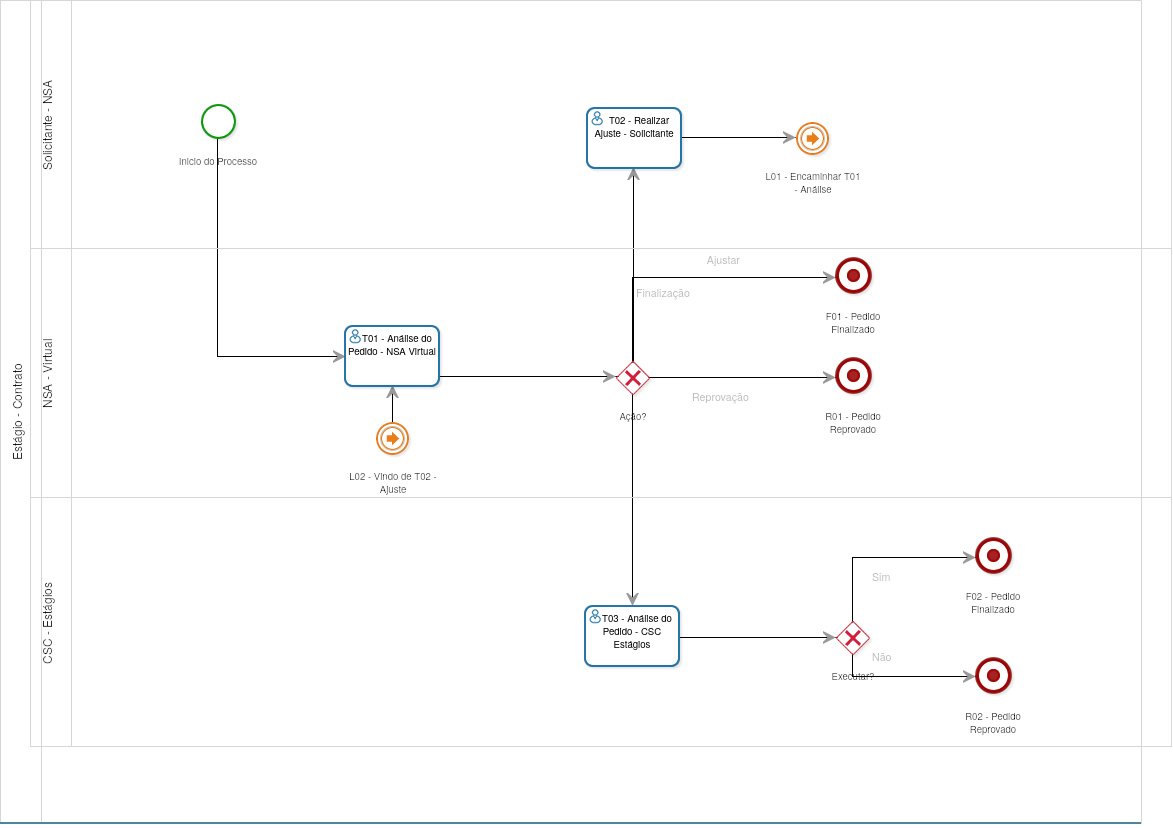 Estágio - Contrato
Solicitante - NSA
Inicio do Processo
T02 - Realizar
Ajuste - Solicitante
L01 - Encaminhar T01
- Análise
NSA - Virtual
Ajustar
Finalização
F01 - Pedido
Finalizado
T01 - Análise do
Pedido - NSA Virtual
Ação?
Reprovação
R01 - Pedido
Reprovado
L02 - Vindo de T02 -
Ajuste
CSC - Estágios
T03 - Análise do
Pedido - CSC
Estágios
Executar?
Sim
F02 - Pedido
Finalizado
Não
R02 - Pedido
Reprovado